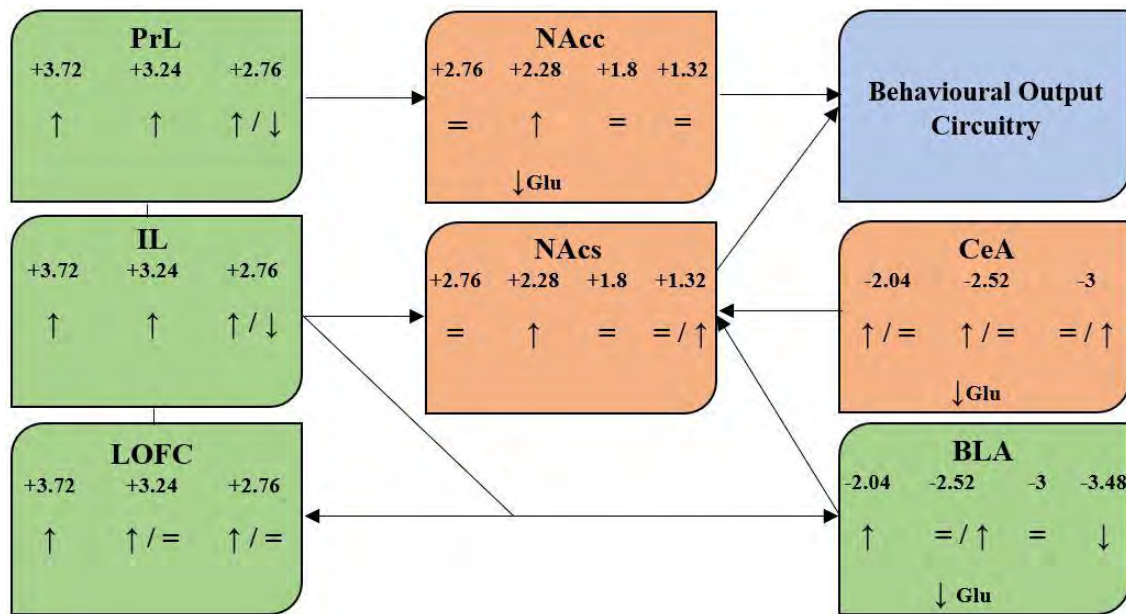 PrL
+3.72 +3.24 +2.76
↑ ↑ ↑ / ↓
NAcc
+2.76 +2.28 +1.8 +1.32
= ↑ = =
↓Glu
Behavioural Output
Circuitry
IL
+3.72 +3.24 +2.76
↑ ↑ ↑ / ↓
NAcs
+2.76 +2.28 +1.8 +1.32
= ↑ = = / ↑
CeA
-2.04 -2.52 -3
↑ / = ↑ / = = / ↑
↓Glu
LOFC
+3.72 +3.24 +2.76
↑ ↑ / = ↑ / =
BLA
-2.04 -2.52 -3 -3.48
↑ = / ↑ = ↓
↓ Glu